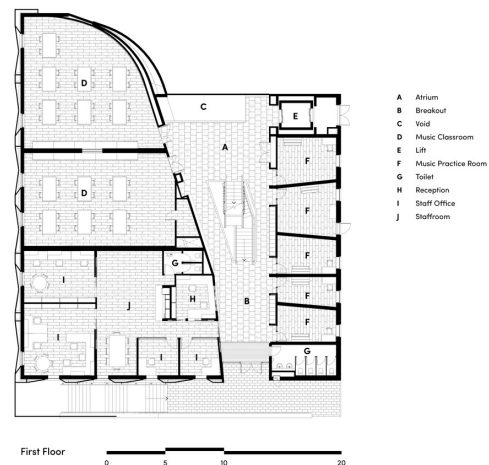 D
C
E
A
F
D
F
G
F
I
H
J
B
F
I
F
I
I
G
A Atrium
B Breakout
C Void
D Music Classroom
E Lift
F Music Practice Room
G Toilet
H Reception
I Staff Office
J Staffroom
First Floor
0 5 10 20